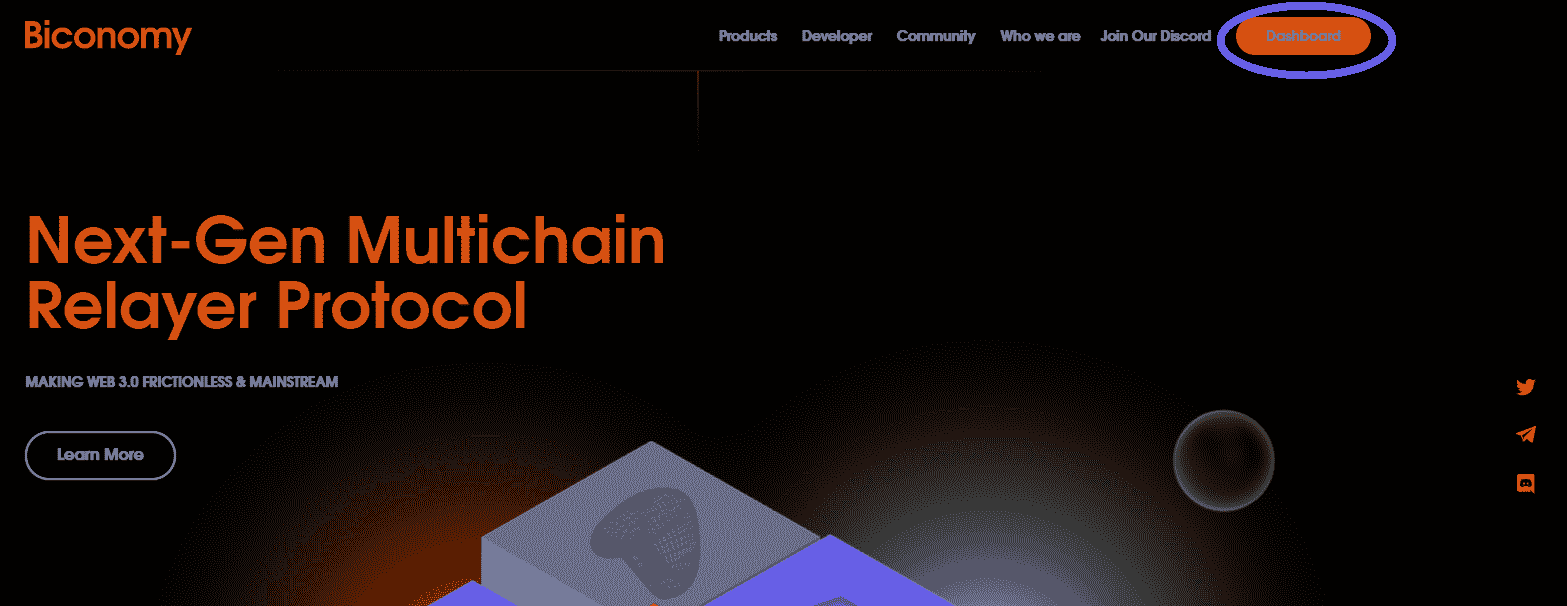 Biconomy
Products Developer Community Who we are Join Our Discord Dashboard
Next-Gen Multichain
Relayer Protocol
MAKING WEB 3.0 FRICTIONLESS & MAINSTREAM
Learn More